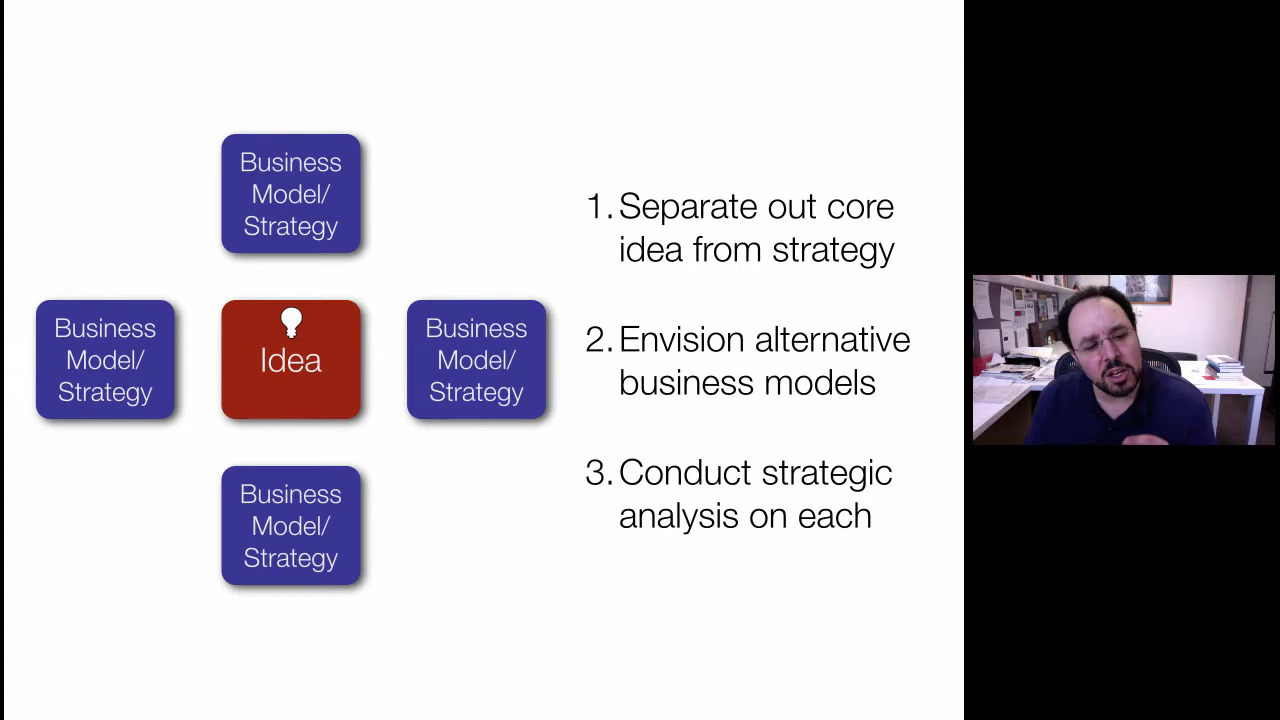 Business
Model/
Strategy
Business
Model/
Strategy
Idea
Business
Model/
Strategy
Business
Model/
Strategy
1. Separate out core
idea from strategy
2. Envision alternative
business models
3. Conduct strategic
analysis on each